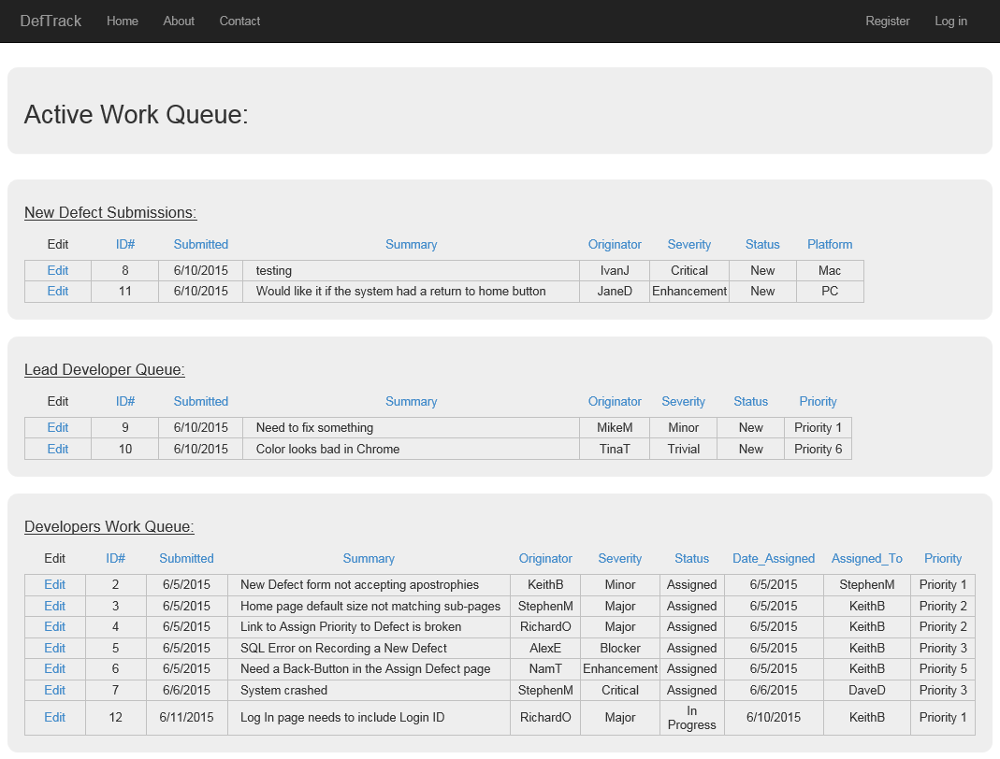 DefTrack Home About Contact Register Log in
Active Work Queue:
New Defect Submissions:
Edit ID# Submitted Summary Originator Severity Status Platform
Edit 8 6/10/2015 testing IvanJ Critical New Mac
Edit 11 6/10/2015 Would like it if the system had a return to home button JaneD Enhancement New PC
Lead Developer Queue:
Edit ID# Submitted Summary Originator Severity Status Priority
Edit 9 6/10/2015 Need to fix something MikeM Minor New Priority 1
Edit 10 6/10/2015 Color looks bad in Chrome TinaT Trivial New Priority 6
Developers Work Queue:
Edit ID# Submitted Summary Originator Severity Status Date_Assigned Assigned_To Priority
Edit 2 6/5/2015 New Defect form not accepting apostrophies KeithB Minor Assigned 6/5/2015 StephenM Priority 1
Edit 3 6/5/2015 Home page default size not matching sub-pages StephenM Major Assigned 6/5/2015 KeithB Priority 2
Edit 4 6/5/2015 Link to Assign Priority to Defect is broken RichardO Major Assigned 6/5/2015 KeithB Priority 2
Edit 5 6/5/2015 SQL Error on Recording a New Defect AlexE Blocker Assigned 6/5/2015 KeithB Priority 3
Edit 6 6/5/2015 Need a Back-Button in the Assign Defect page NamT Enhancement Assigned 6/5/2015 KeithB Priority 5
Edit 7 6/6/2015 System crashed StephenM Critical Assigned 6/6/2015 DaveD Priority 3
Edit 12 6/11/2015 Log In page needs to include Login ID RichardO Major In Progress 6/10/2015 KeithB Priority 1